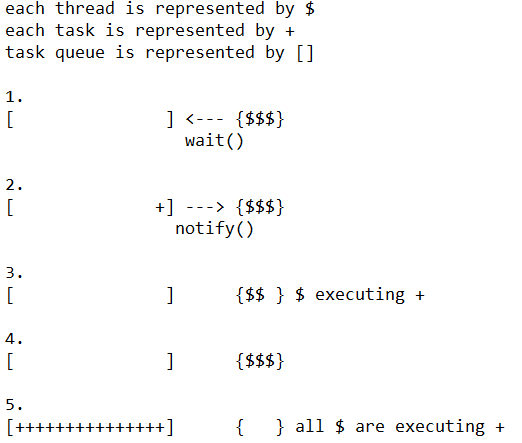 each thread is represented by $
each task is represented by +
task queue is represented by []
1.
[               ] <--- {$$$}
                  wait()
2.
[              +] ---> {$$$}
                 notify()
3.
[               ]      {$$ } $ executing +
4.
[               ]      {$$$}
5.
[+++++++++++++++]      {   } all $ are executing +